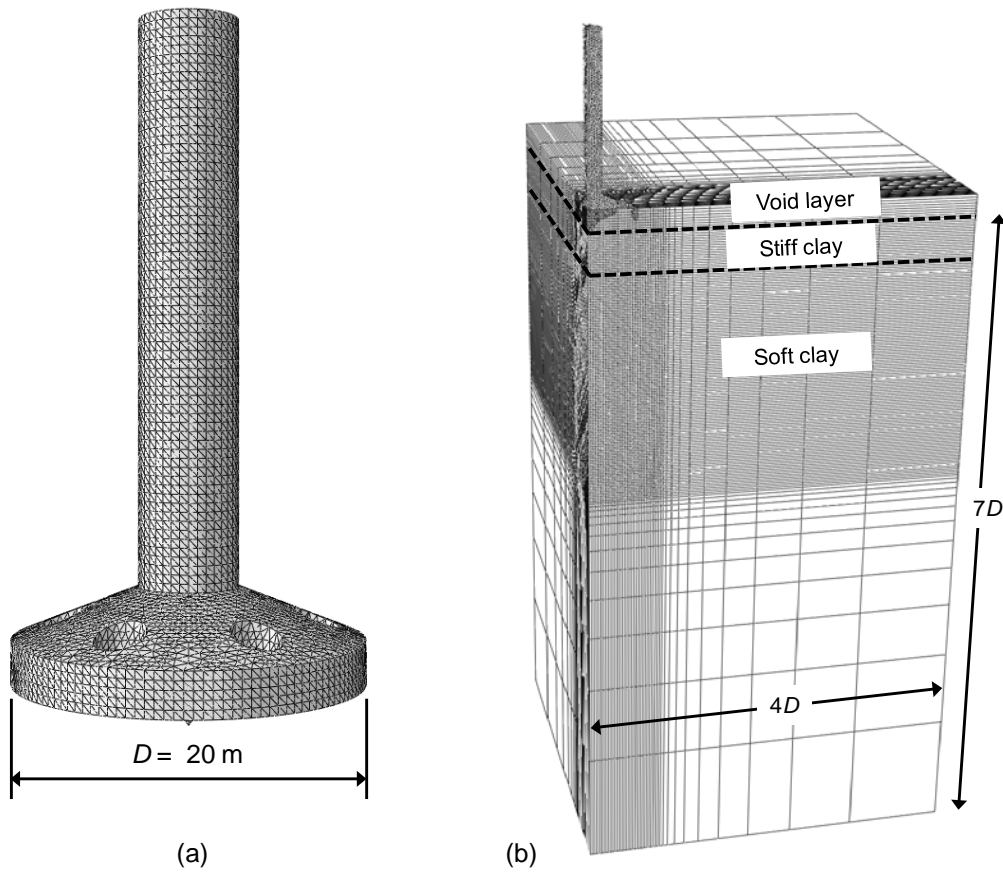 Void layer
Stiff clay
Soft clay
7D
4D
D = 20 m
(a)
(b)